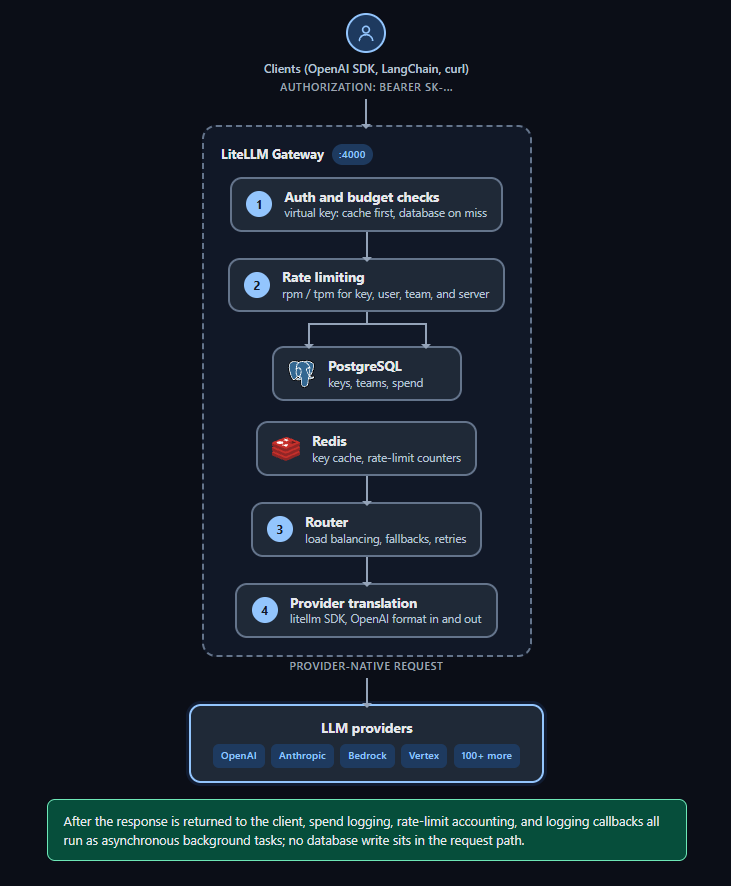 Clients (OpenAI SDK, LangChain, curl)
AUTHORIZATION: BEARER SK-...
LiteLLM Gateway :4000
1 Auth and budget checks
virtual key: cache first, database on miss
2 Rate limiting
rpm / tpm for key, user, team, and server
PostgreSQL
keys, teams, spend
Redis
key cache, rate-limit counters
3 Router
load balancing, fallbacks, retries
4 Provider translation
litellm SDK, OpenAI format in and out
PROVIDER-NATIVE REQUEST
LLM providers
OpenAI Anthropic Bedrock Vertex 100+ more
After the response is returned to the client, spend logging, rate-limit accounting, and logging callbacks all
run as asynchronous background tasks; no database write sits in the request path.